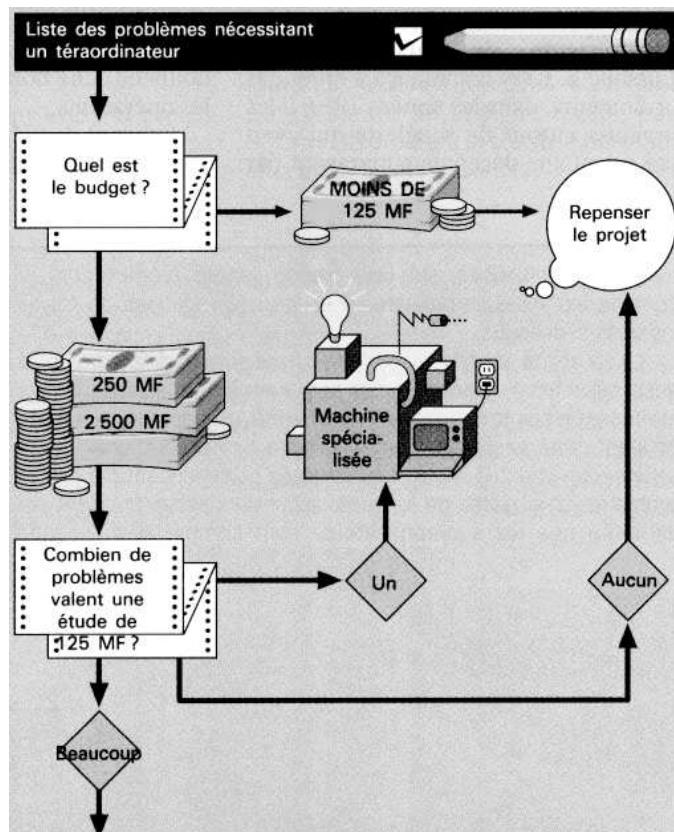 Liste des problèmes nécessitant
un téraordinateur
Quel est
le budget ?
MOINS DE
125 MF
Repenser
le projet
250 MF
2 500 MF
Machine
spécia-
lisée
Combien de
problèmes
valent une
étude de
125 MF ?
Un
Aucun
Beaucoup